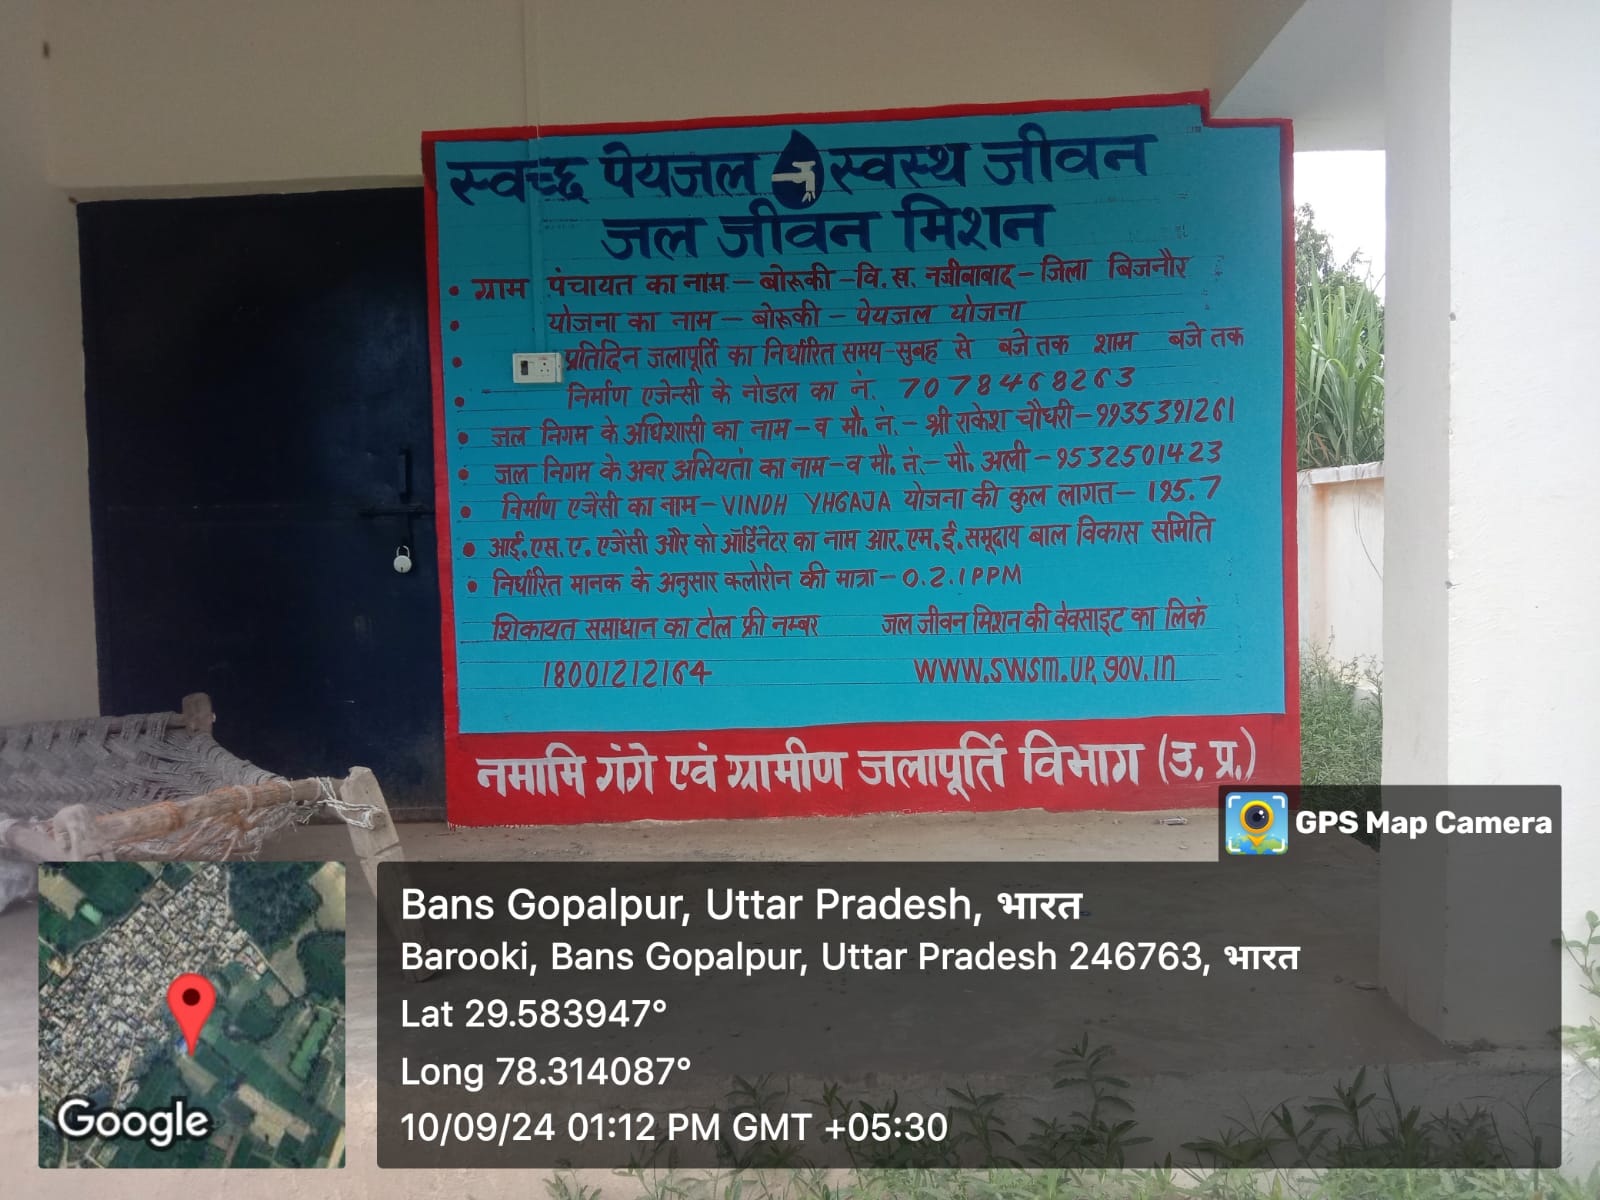 स्वच्छ पेयजल स्वस्थ जीवन
जल जीवन मिशन
• ग्राम पंचायत का नाम – बोरूकी – वि. ख. नजीबाबाद – जिला बिजनौर
• योजना का नाम – बोरूकी – पेयजल योजना
• प्रतिदिन जलापूर्ति का निर्धारित समय – सुबह से बजे तक शाम बजे तक
• निर्माण एजेन्सी के नोडल का नं. 7078468263
• जल निगम के अधिशासी का नाम – व मौ. नं. – श्री राकेश चौधरी – 9935391261
• जल निगम के अवर अभियतां का नाम – व मौ. नं. – मौ. अली – 9532501423
• निर्माण एजेंसी का नाम – VINDH YHGAJA योजना की कुल लागत – 195.7
• आई. एस. ए. एजेंसी और को ऑर्डिनेटर का नाम आर. एम. ई. समूदाय बाल विकास समिति
• निर्धारित मानक के अनुसार क्लोरीन की मात्रा – 0.2.1PPM
शिकायत समाधान का टोल फ्री नम्बर जल जीवन मिशन की वेवसाइट का लिंक
18001212164 WWW.SWSM.UP.gov.in
नमामि गंगे एवं ग्रामीण जलापूर्ति विभाग (उ. प्र.)
GPS Map Camera
Bans Gopalpur, Uttar Pradesh, भारत
Barooki, Bans Gopalpur, Uttar Pradesh 246763, भारत
Lat 29.583947°
Long 78.314087°
10/09/24 01:12 PM GMT +05:30
Google